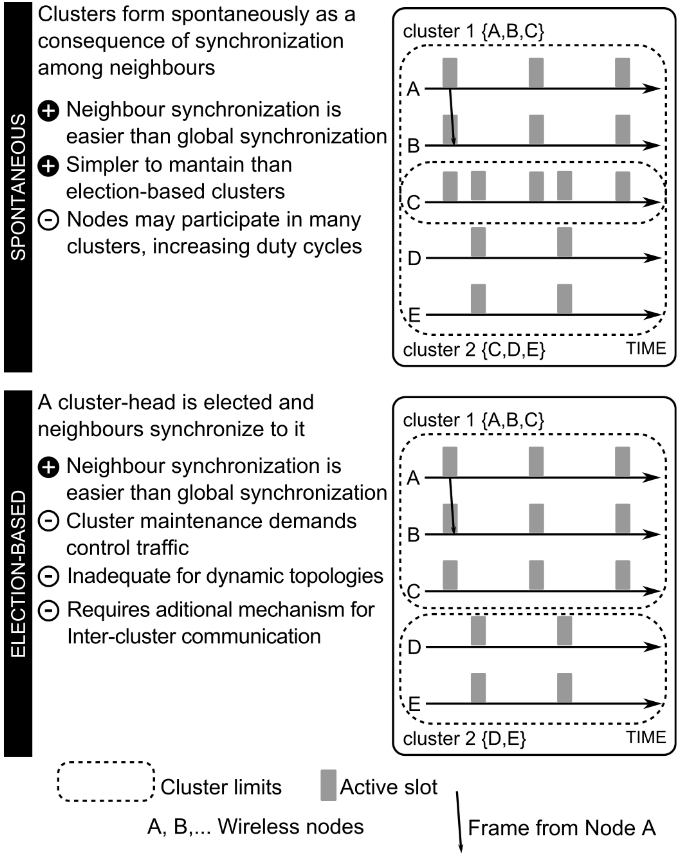 SPONTANEOUS
Clusters form spontaneously as a
consequence of synchronization
among neighbours
+ Neighbour synchronization is
easier than global synchronization
+ Simpler to mantain than
election-based clusters
- Nodes may participate in many
clusters, increasing duty cycles
cluster 1 {A,B,C}
A
B
C
D
E
cluster 2 {C,D,E} TIME
ELECTION-BASED
A cluster-head is elected and
neighbours synchronize to it
+ Neighbour synchronization is
easier than global synchronization
- Cluster maintenance demands
control traffic
- Inadequate for dynamic topologies
- Requires aditional mechanism for
Inter-cluster communication
cluster 1 {A,B,C}
A
B
C
D
E
cluster 2 {D,E} TIME
Cluster limits Active slot
A, B,... Wireless nodes Frame from Node A